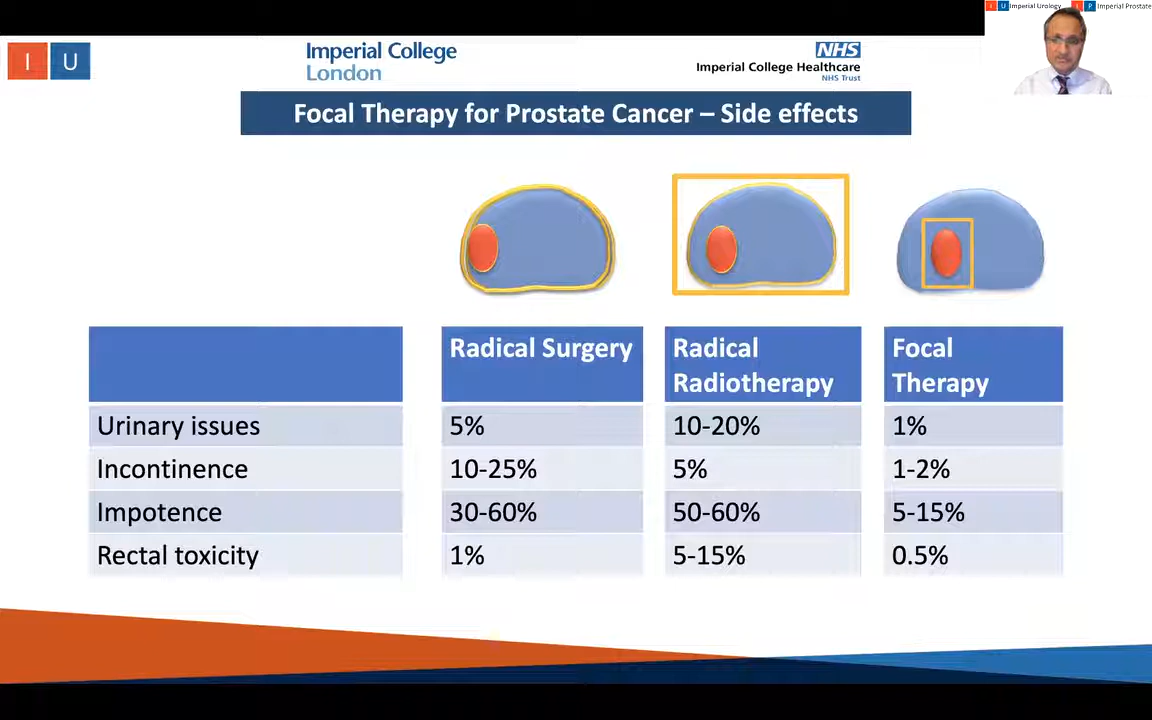 I U Imperial Urology I P Imperial Prostate
I U
Imperial College
London
NHS
Imperial College Healthcare
NHS Trust
Focal Therapy for Prostate Cancer – Side effects
Radical Surgery
Radical
Radiotherapy
Focal
Therapy
Urinary issues 5% 10-20% 1%
Incontinence 10-25% 5% 1-2%
Impotence 30-60% 50-60% 5-15%
Rectal toxicity 1% 5-15% 0.5%